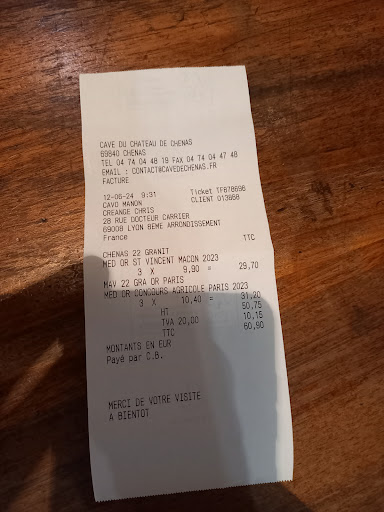 CAVE DU CHATEAU DE CHENAS
69840 CHENAS
TEL 04 74 04 48 19 FAX 04 74 04 47 48
EMAIL : CONTACT@CAVEDECHENAS.FR
FACTURE
12-06-24 9:31 Ticket TFB78696
CAVO MANON CLIENT 013668
CREANGE CHRIS
28 RUE DOCTEUR CARRIER
69008 LYON 8EME ARRONDISSEMENT
France TTC
CHENAS 22 GRANIT
MED OR ST VINCENT MACON 2023
3 X 9,90 = 29,70
MAV 22 GRA OR PARIS
MED OR CONCOURS AGRICOLE PARIS 2023
3 X 10,40 = 31,20
HT 50,75
TVA 20,00 10,15
TTC 60,90
MONTANTS EN EUR
Payé par C.B.
MERCI DE VOTRE VISITE
A BIENTOT